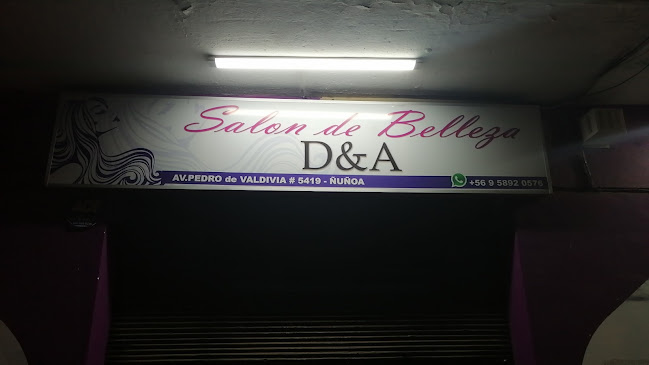 Salon de Belleza
D&A
AV.PEDRO de VALDIVIA # 5419 - ÑUÑOA
+56 9 5892 0576